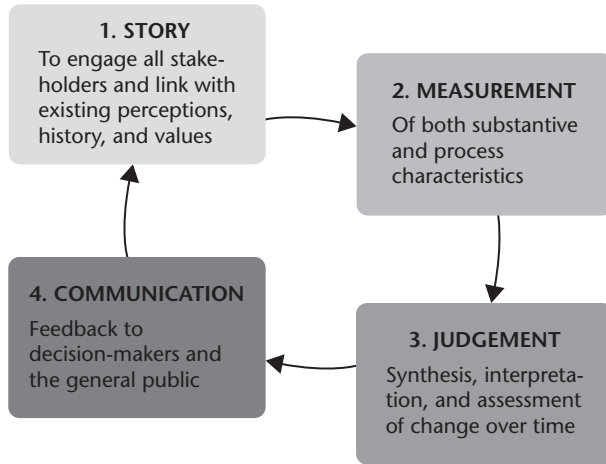 1. STORY
To engage all stake-
holders and link with
existing perceptions,
history, and values
2. MEASUREMENT
Of both substantive
and process
characteristics
3. JUDGEMENT
Synthesis, interpreta-
tion, and assessment
of change over time
4. COMMUNICATION
Feedback to
decision-makers and
the general public